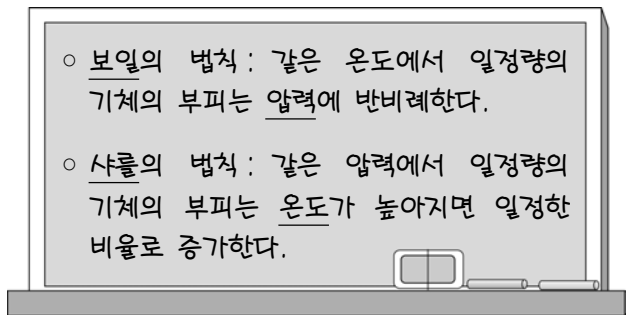 ○ 보일의 법칙 : 같은 온도에서 일정량의
기체의 부피는 압력에 반비례한다.
○ 샤를의 법칙 : 같은 압력에서 일정량의
기체의 부피는 온도가 높아지면 일정한
비율로 증가한다.